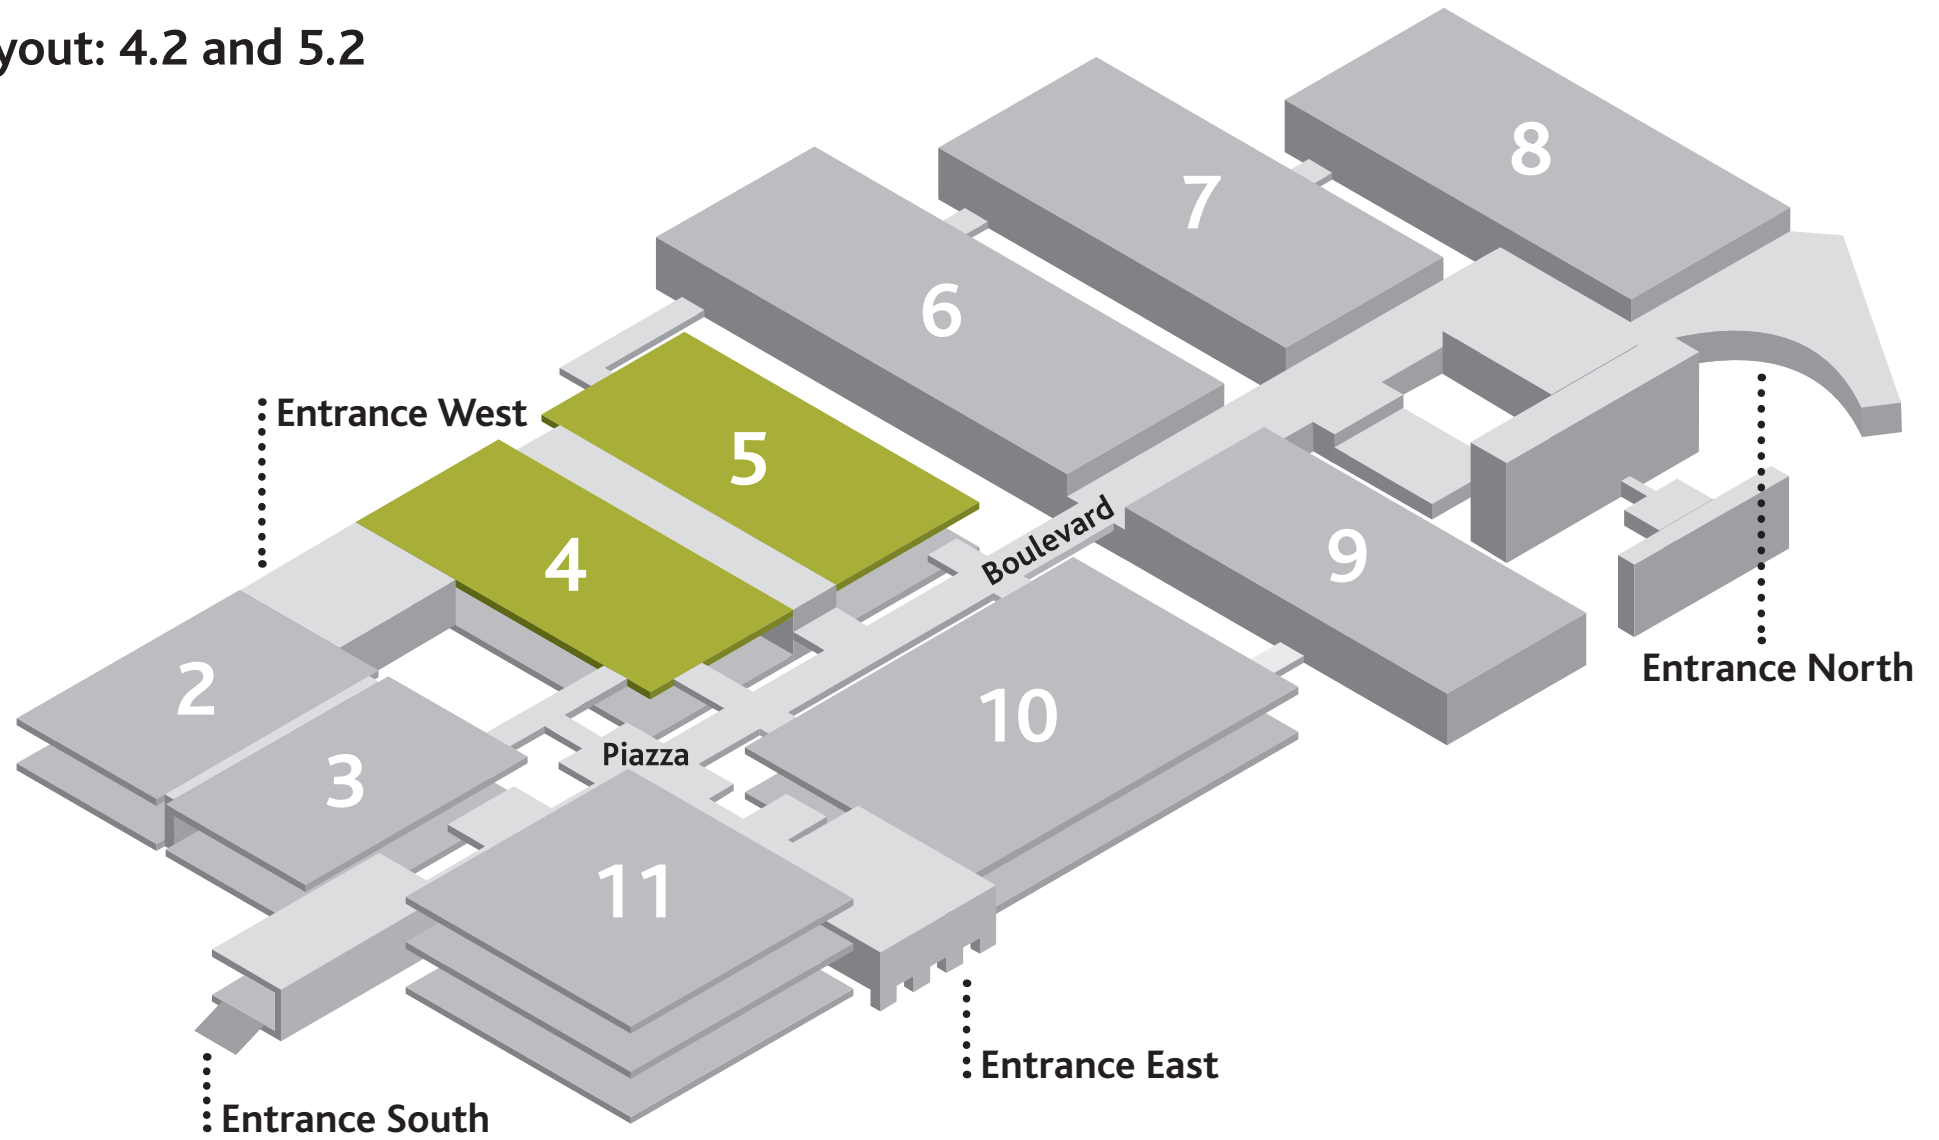 yout: 4.2 and 5.2
8
7
6
Entrance West
5
Boulevard
4
9
Entrance North
2
10
Piazza
3
11
Entrance East
Entrance South